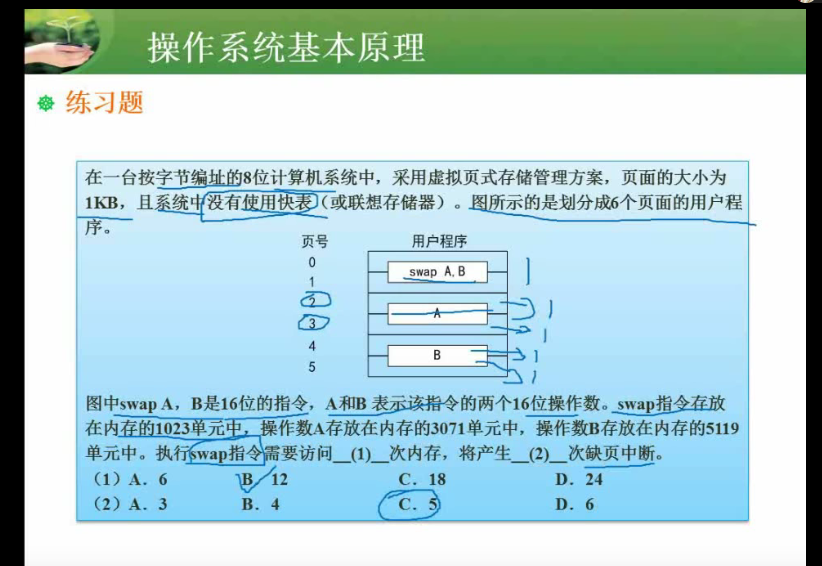 操作系统基本原理
练习题
在一台按字节编址的8位计算机系统中，采用虚拟页式存储管理方案，页面的大小为
1KB，且系统中没有使用快表（或联想存储器）。图所示的是划分成6个页面的用户程
序。
页号 用户程序
0
swap A,B
1
2
A
3
4
B
5
图中swap A，B是16位的指令，A和B 表示该指令的两个16位操作数。swap指令存放
在内存的1023单元中，操作数A存放在内存的3071单元中，操作数B存放在内存的5119
单元中。执行swap指令需要访问__(1)__次内存，将产生__(2)__次缺页中断。
（1）A．6 B．12 C．18 D．24
（2）A．3 B．4 C．5 D．6